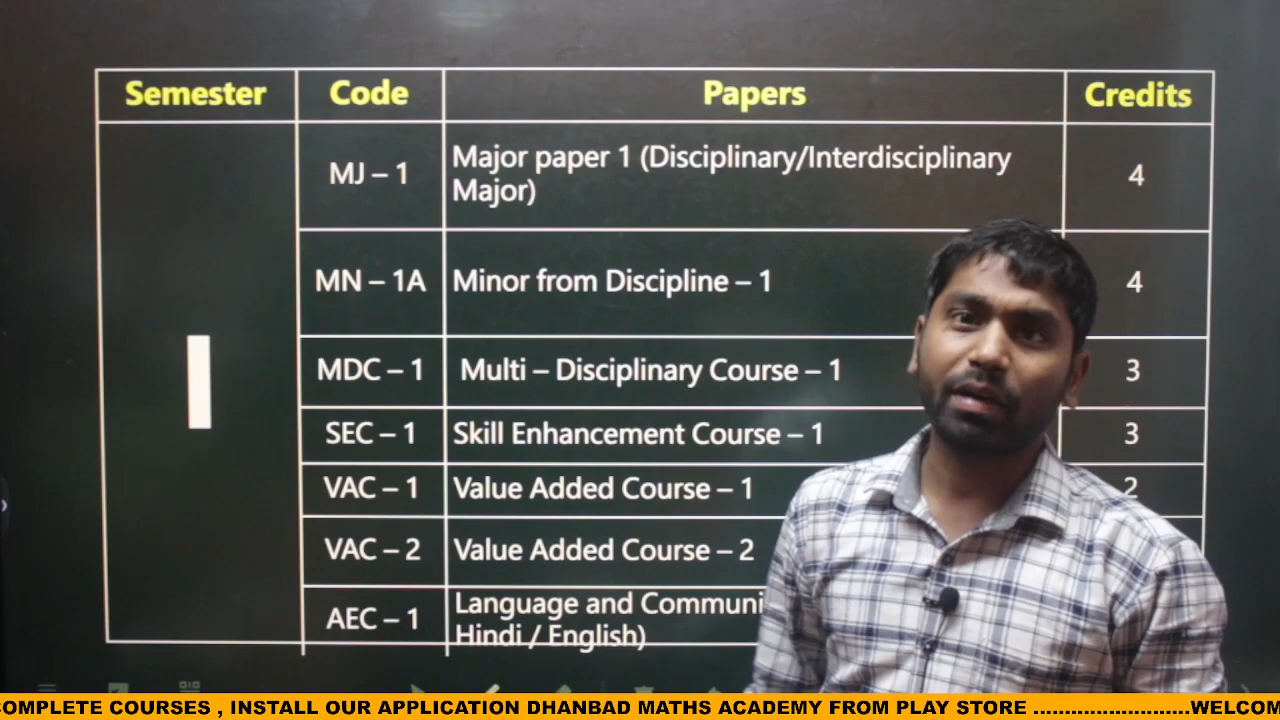 Semester Code Papers Credits
I
MJ – 1 Major paper 1 (Disciplinary/Interdisciplinary
Major) 4
MN – 1A Minor from Discipline – 1 4
MDC – 1 Multi – Disciplinary Course – 1 3
SEC – 1 Skill Enhancement Course – 1 3
VAC – 1 Value Added Course – 1 2
VAC – 2 Value Added Course – 2
AEC – 1 Language and Communi
Hindi / English)
OMPLETE COURSES , INSTALL OUR APPLICATION DHANBAD MATHS ACADEMY FROM PLAY STORE ..........................WELCOM